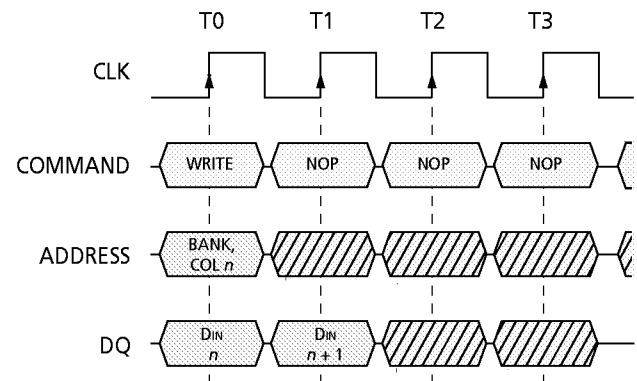 T0 T1 T2 T3
CLK
COMMAND WRITE NOP NOP NOP
ADDRESS BANK,
COL n
DQ DIN DIN
n n + 1